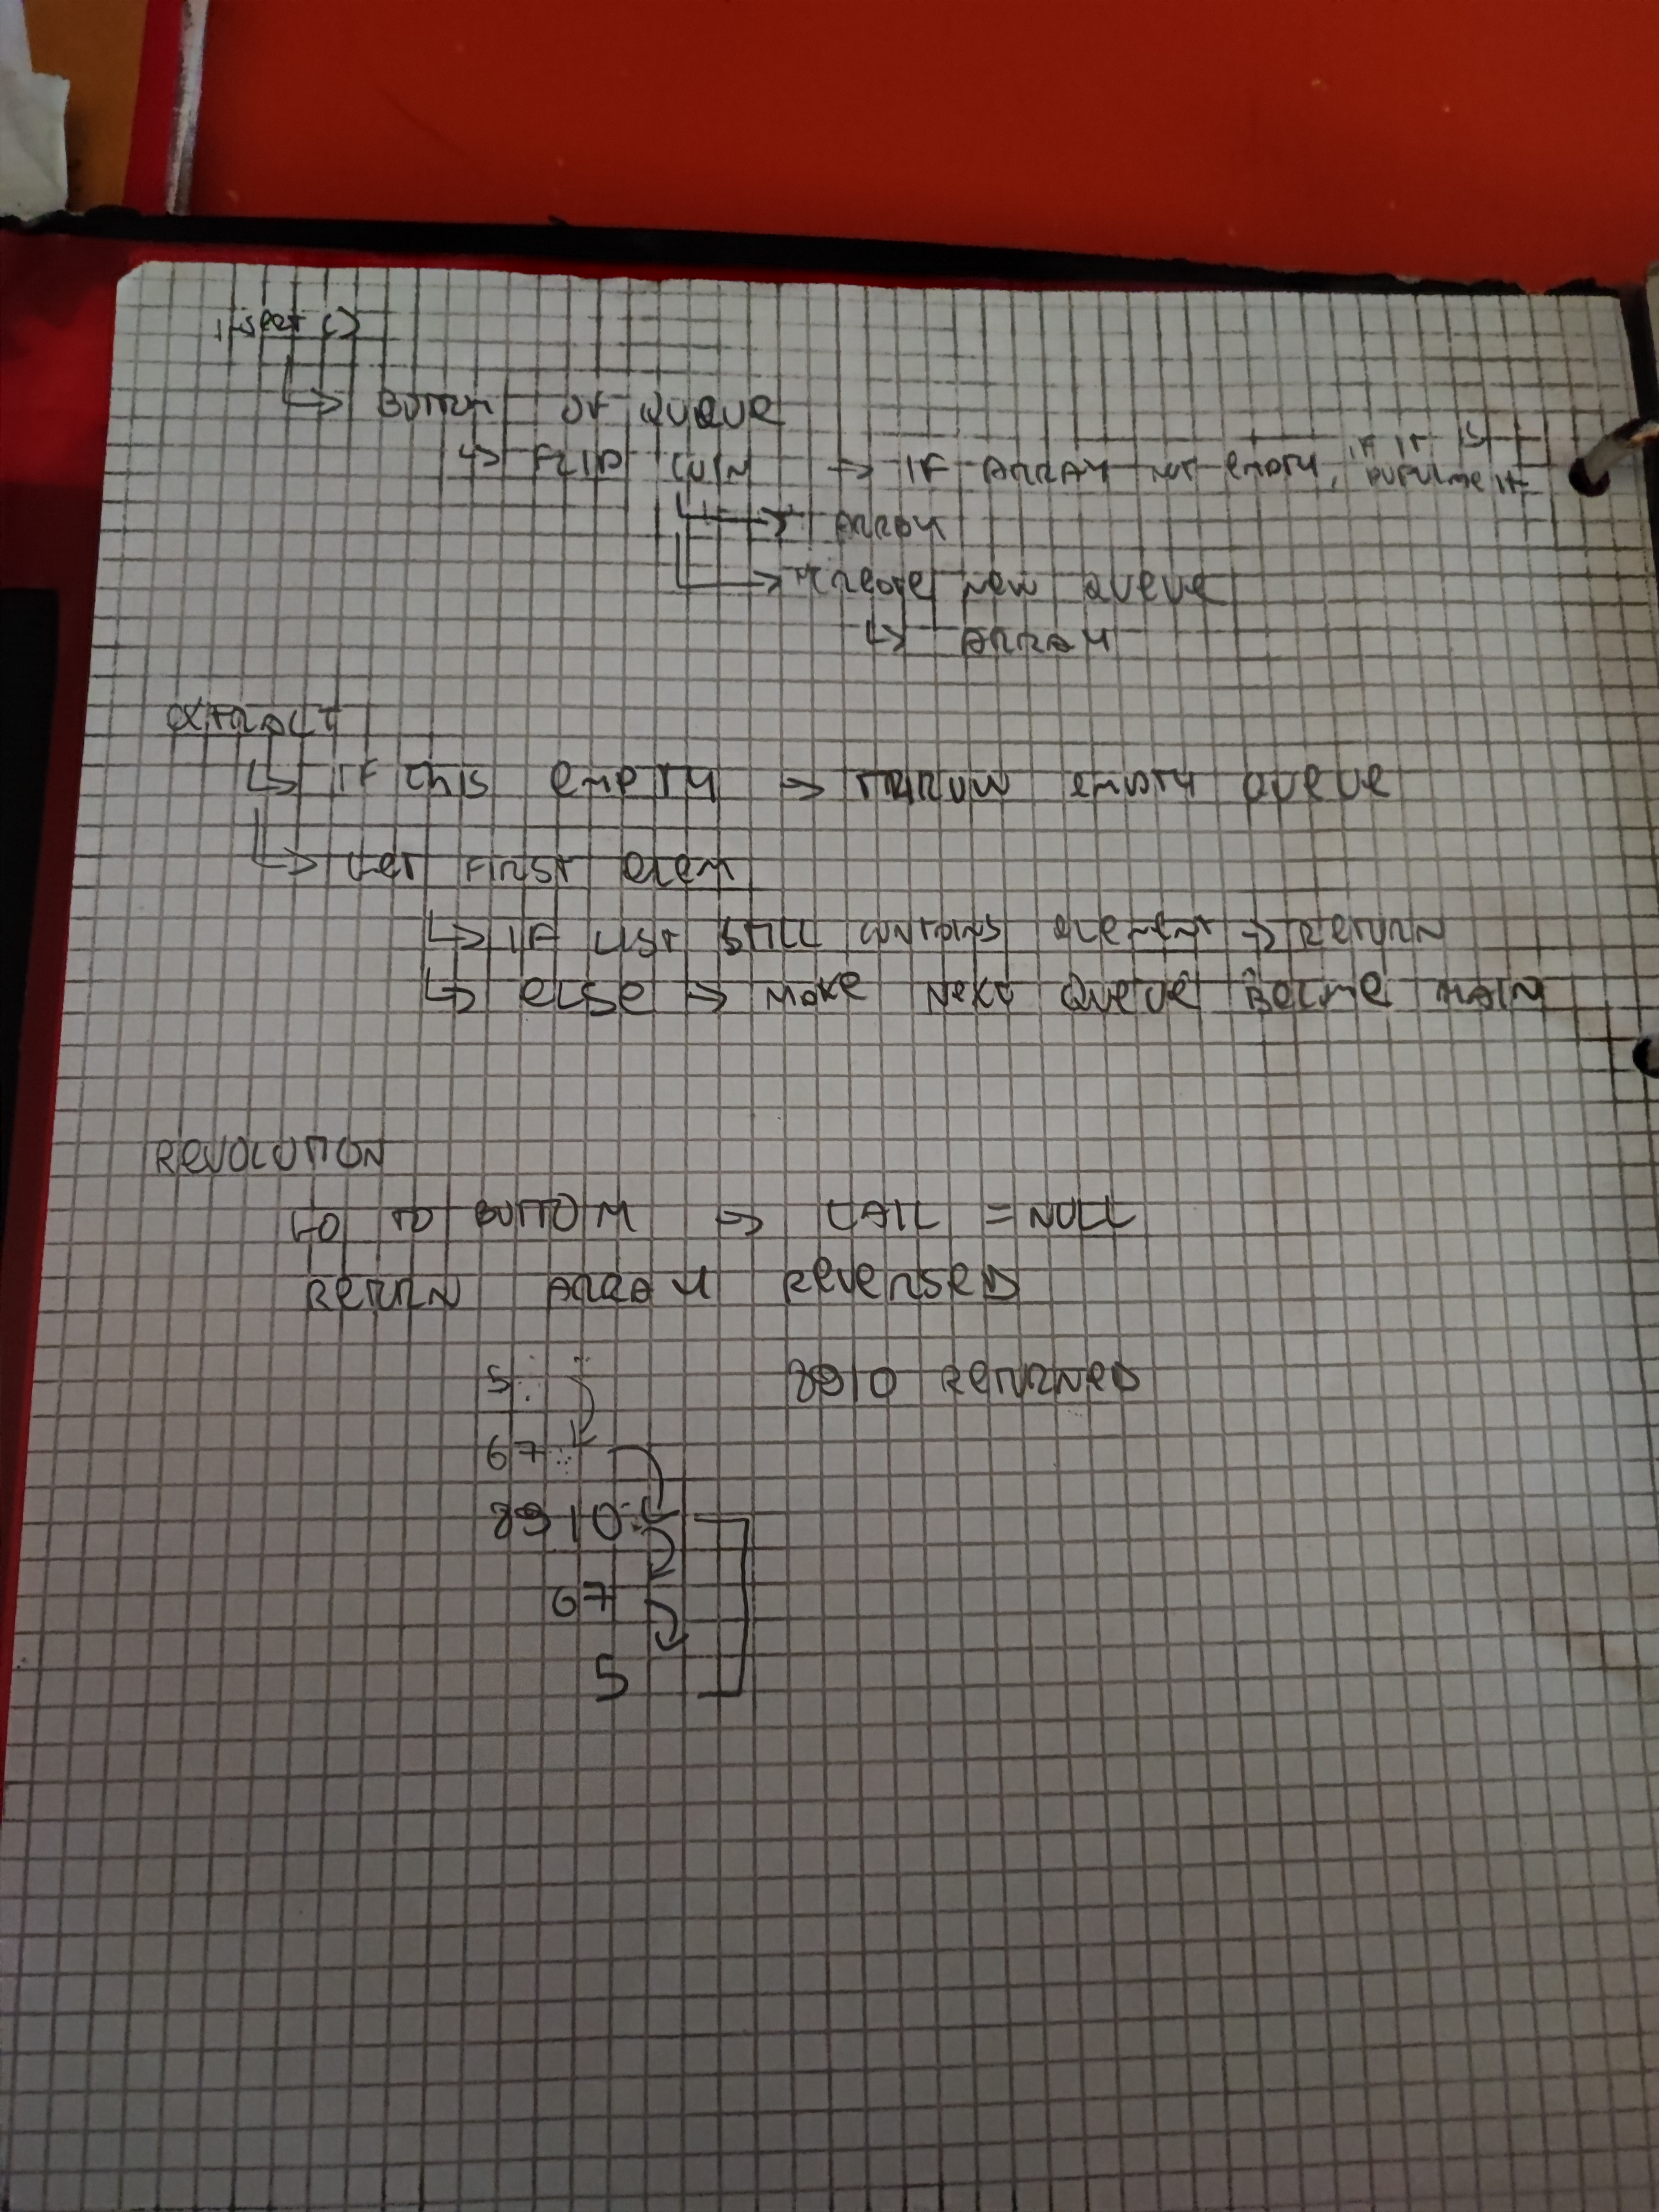 insert ()
↳ BOTTOM OF QUEUE
↳ FLIP COIN → IF ARRAY NOT empty, IF IT IS POPULATE IT
↳ T ARRAY
↳ create new QUEUE
↳ ARRAY
EXTRACT
↳ IF this empty → THROW empty QUEUE
↳ Get FIRST elem
↳ IF LIST STILL CONTAINS element → RETURN
↳ else → Make Next Queue Become MAIN
REVOLUTION
GO TO BOTTOM → = NULL
RETURN ARRAY REVERSED
5
8910 RETURNED
67
8910
67
5